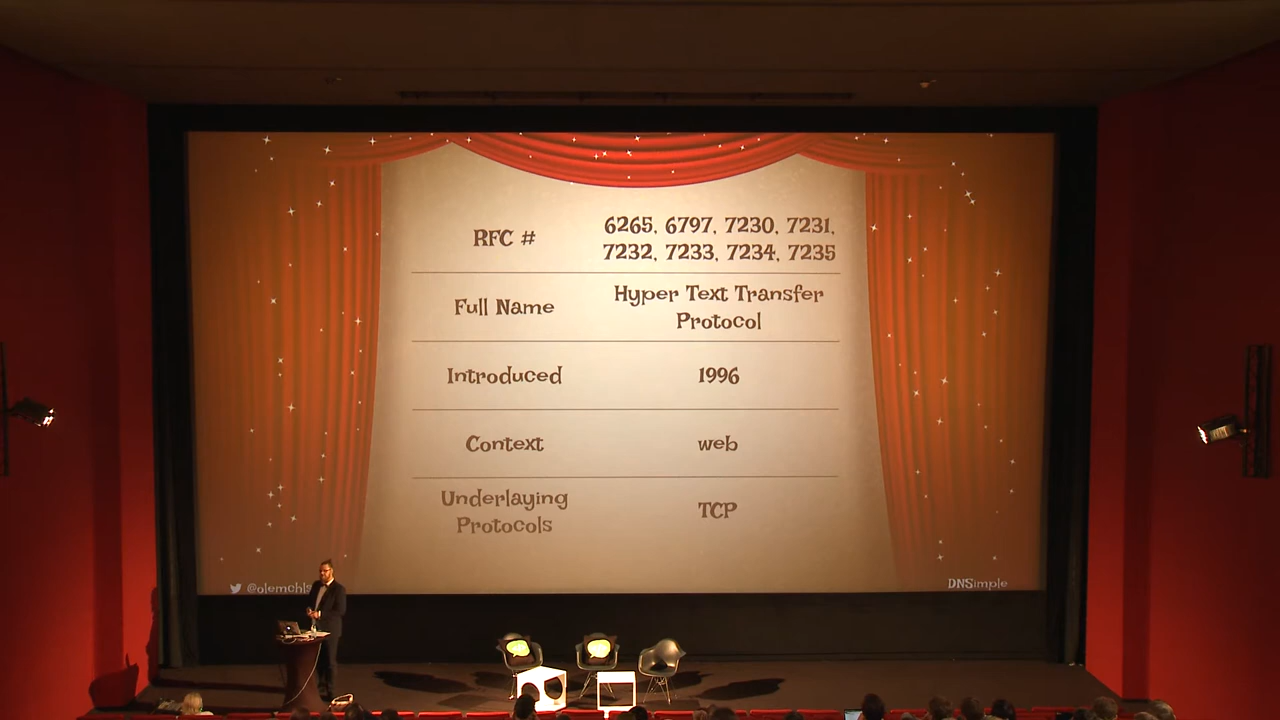 RFC #
6265, 6797, 7230, 7231,
7232, 7233, 7234, 7235
Full Name
Hyper Text Transfer
Protocol
Introduced
1996
Context
web
Underlaying
Protocols
TCP
DNSimple